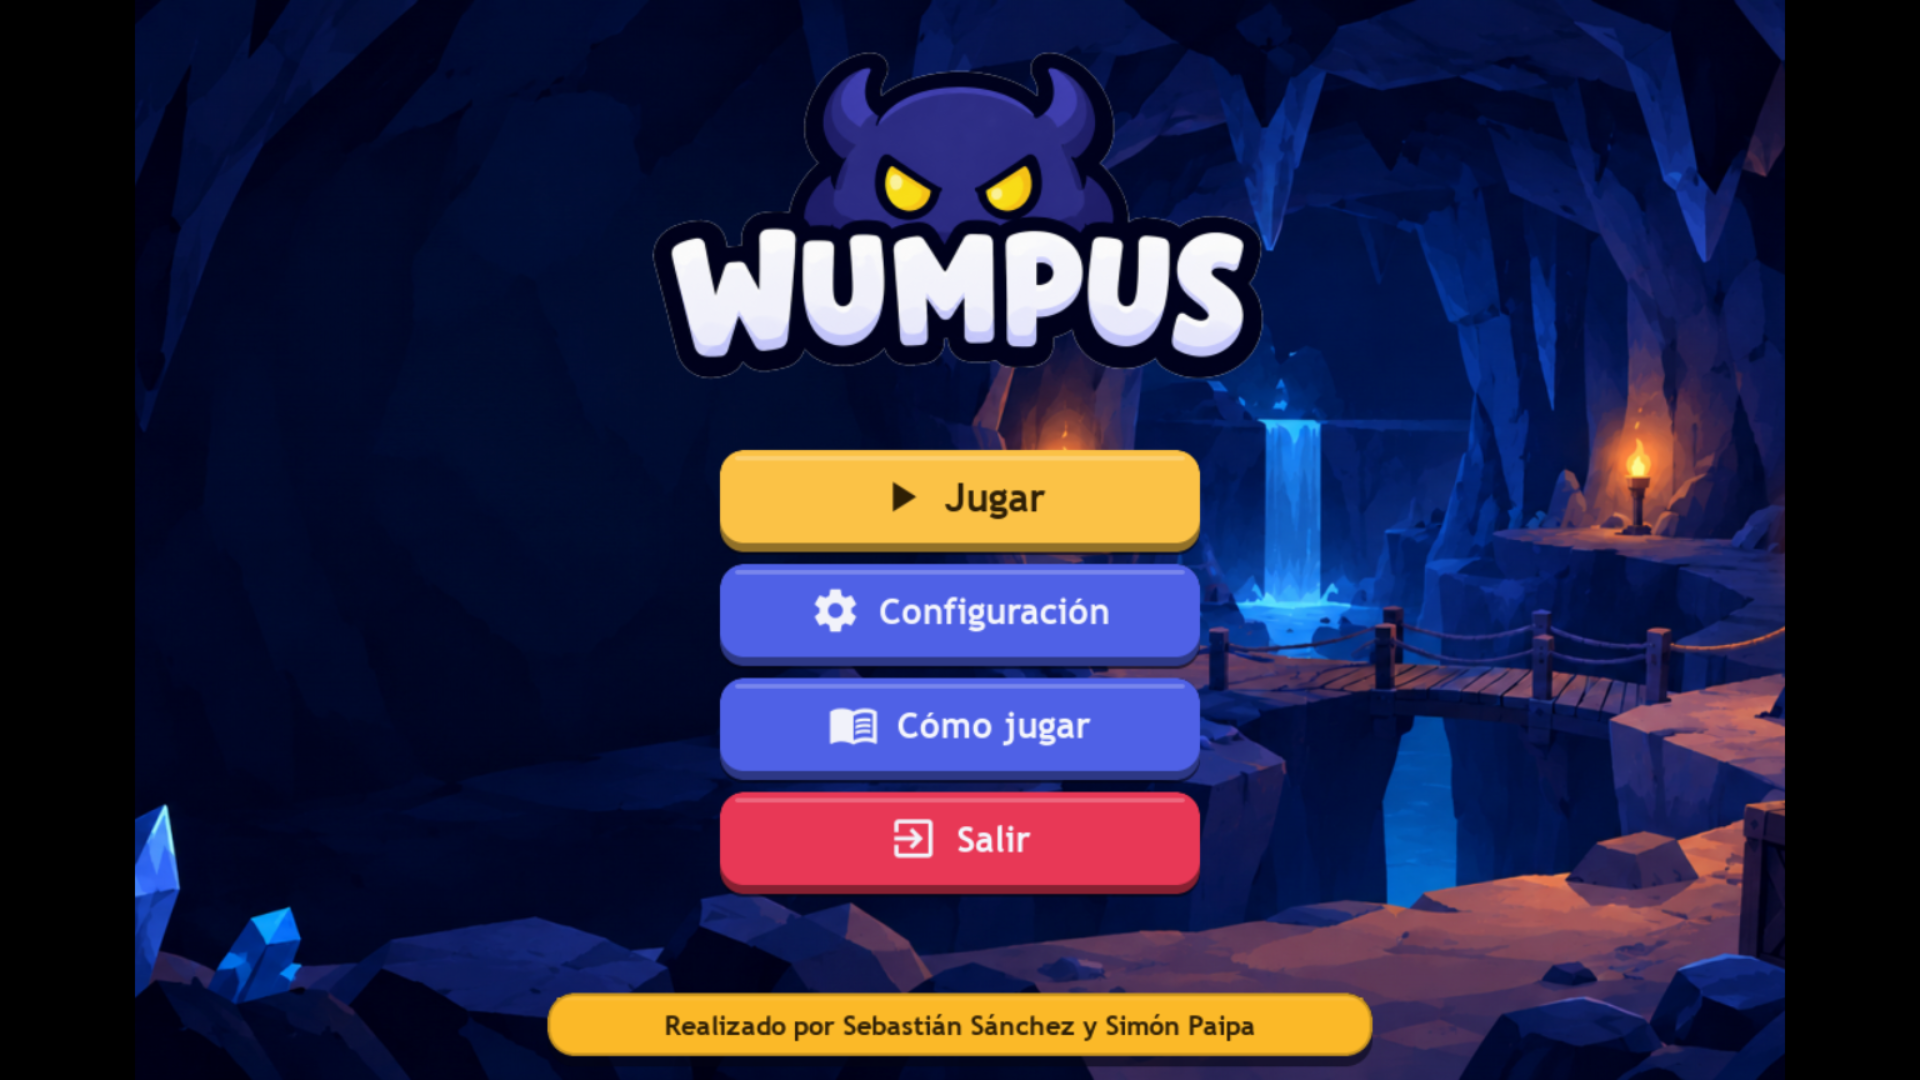 WUMPUS
Jugar
Configuración
Cómo jugar
Salir
Realizado por Sebastián Sánchez y Simón Paipa